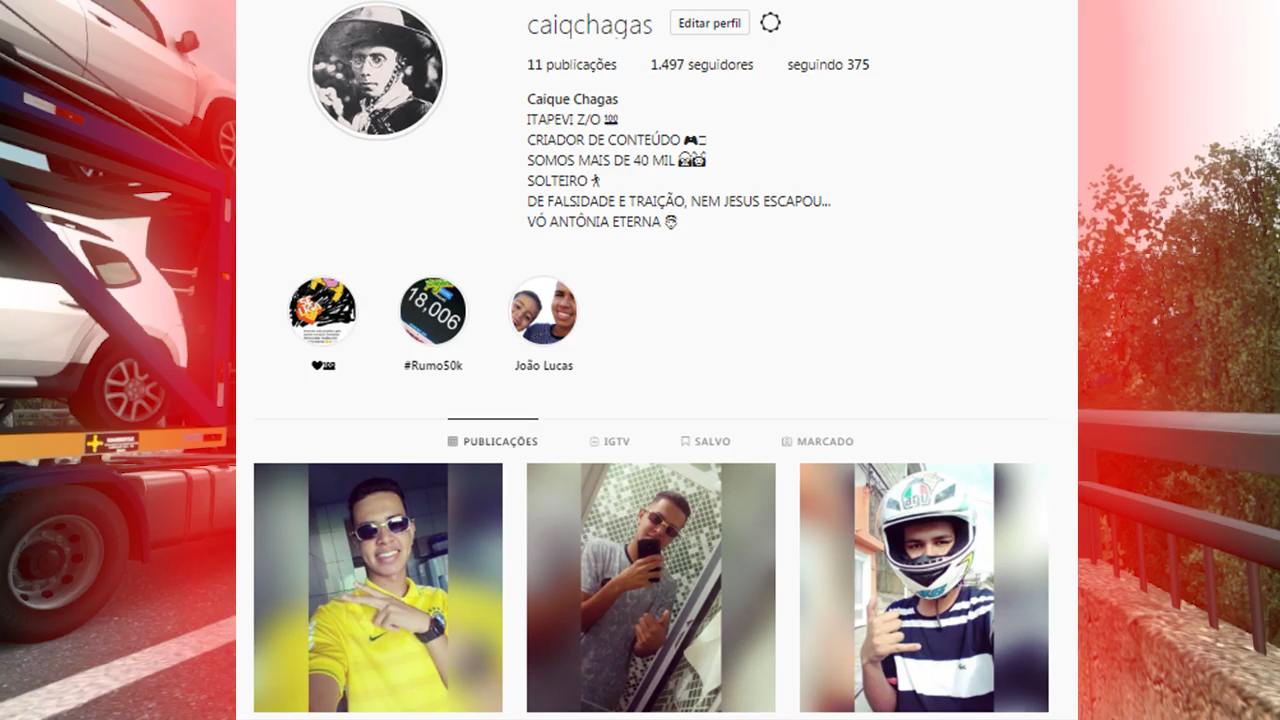 caiqchagas
Editar perfil
11 publicações
1.497 seguidores
seguindo 375
Caique Chagas
ITAPEVI Z/O 💯
CRIADOR DE CONTEÚDO 🎮
SOMOS MAIS DE 40 MIL
SOLTEIRO 🚶
DE FALSIDADE E TRAIÇÃO, NEM JESUS ESCAPOU...
VÓ ANTÔNIA ETERNA
18,006
🖤💯
#Rumo50k
João Lucas
PUBLICAÇÕES
IGTV
SALVO
MARCADO
agv